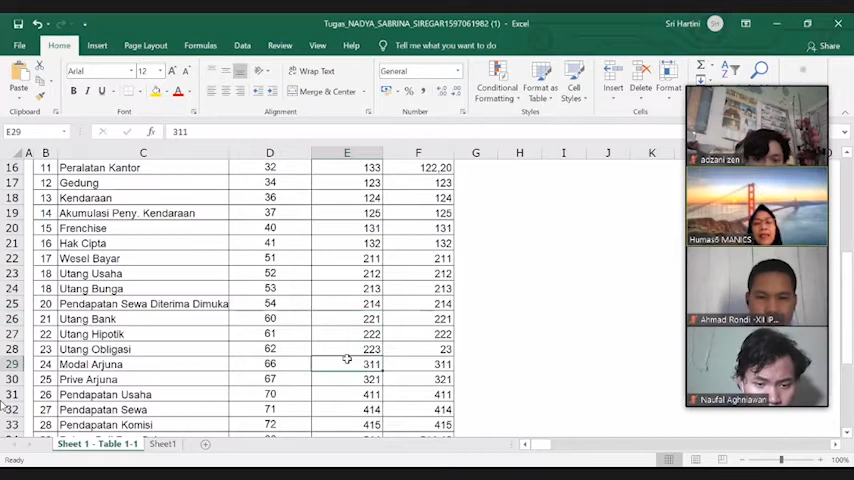 Tugas_NADYA_SABRINA_SIREGAR1597061982 (1) - Excel
Sri Hartini SH
File Home Insert Page Layout Formulas Data Review View Help Tell me what you want to do Share
Paste
Arial 12
Wrap Text
General
Merge & Center
Conditional Formatting
Format as Table
Cell Styles
Insert Delete Format
Clipboard Font Alignment Number Styles Cells
E29 311
A B C D E F G H I J K
16 11 Peralatan Kantor 32 133 122,20
17 12 Gedung 34 123 123
18 13 Kendaraan 36 124 124
19 14 Akumulasi Peny. Kendaraan 37 125 125
20 15 Frenchise 40 131 131
21 16 Hak Cipta 41 132 132
22 17 Wesel Bayar 51 211 211
23 18 Utang Usaha 52 212 212
24 18 Utang Bunga 53 213 213
25 20 Pendapatan Sewa Diterima Dimuka 54 214 214
26 21 Utang Bank 60 221 221
27 22 Utang Hipotik 61 222 222
28 23 Utang Obligasi 62 223 23
29 24 Modal Arjuna 66 311 311
30 25 Prive Arjuna 67 321 321
31 26 Pendapatan Usaha 70 411 411
32 27 Pendapatan Sewa 71 414 414
33 28 Pendapatan Komisi 72 415 415
adzani zen
Humas6 MANICS
Ahmad Rondi -XII IP...
Naufal Aghniawan
Sheet 1 - Table 1-1 Sheet1
Ready 100%